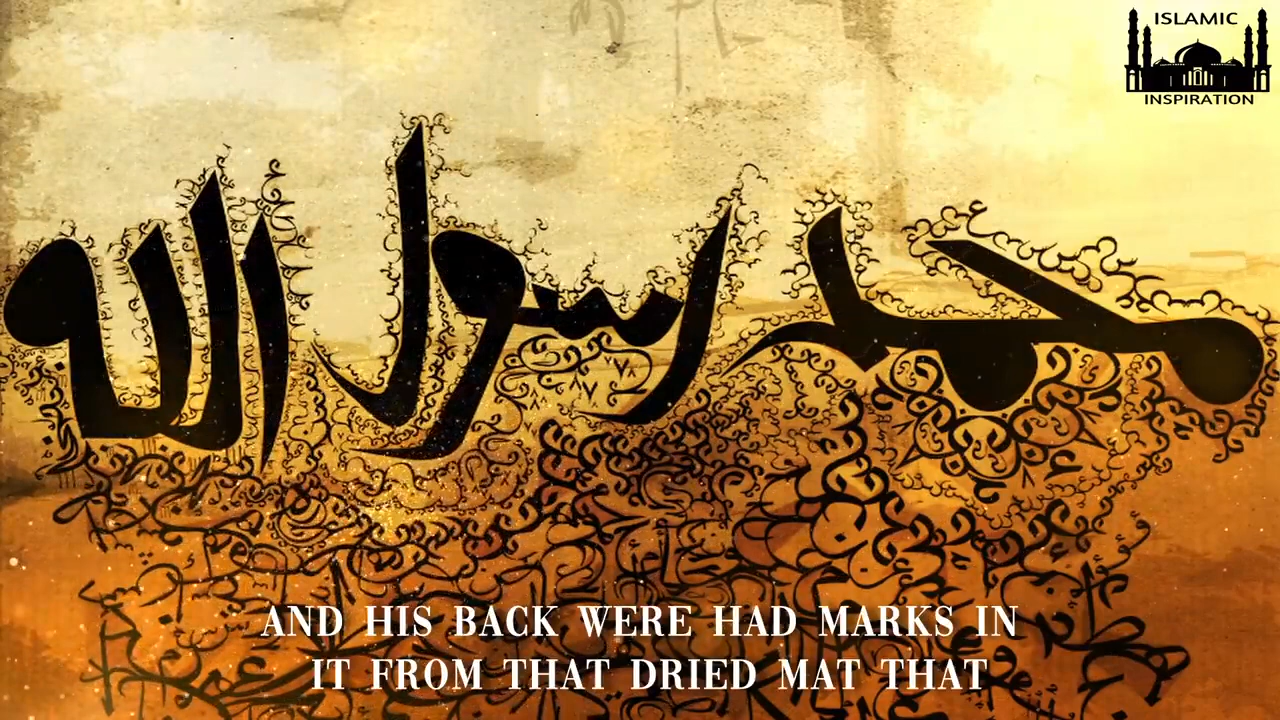 ISLAMIC
INSPIRATION
محمد رسول الله
AND HIS BACK WERE HAD MARKS IN
IT FROM THAT DRIED MAT THAT